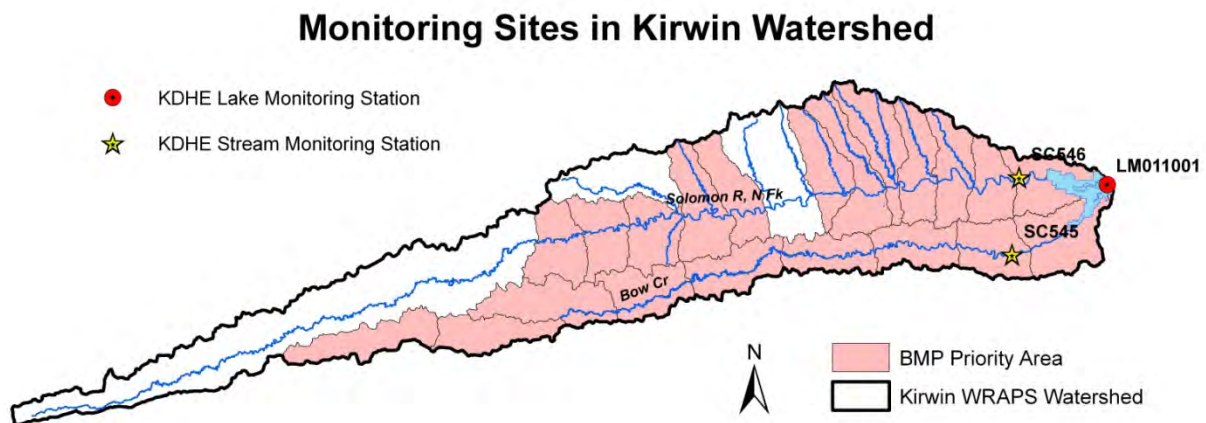 Monitoring Sites in Kirwin Watershed
KDHE Lake Monitoring Station
KDHE Stream Monitoring Station
SC546
LM011001
Solomon R, N Fk
SC545
Bow Cr
N
BMP Priority Area
Kirwin WRAPS Watershed